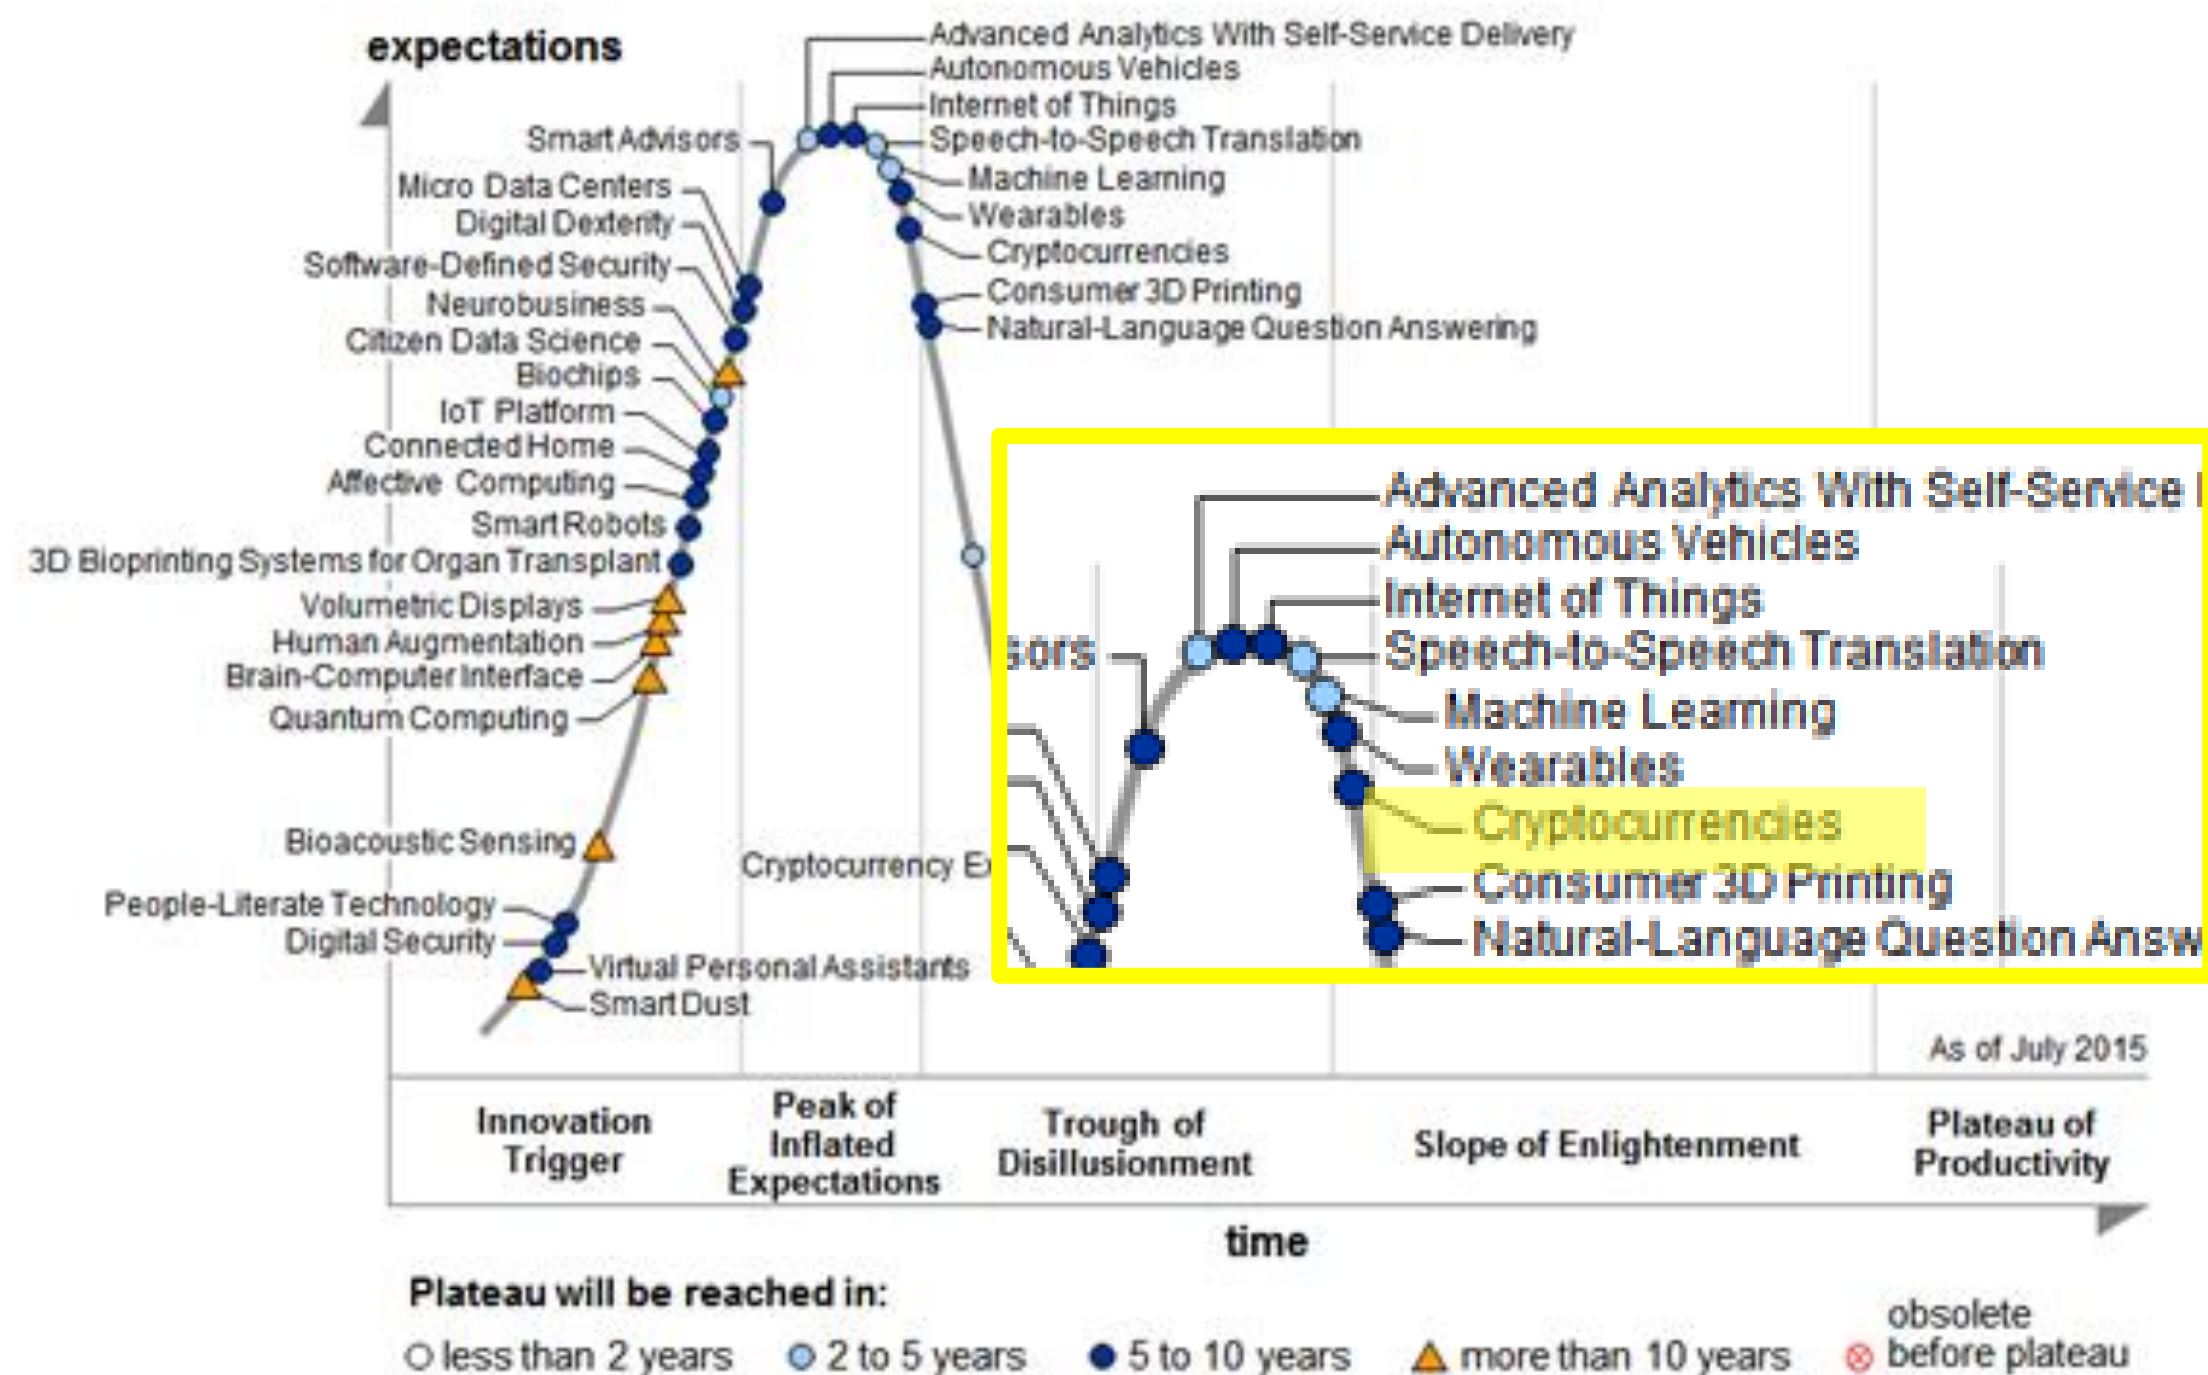 expectations
Advanced Analytics With Self-Service Delivery
Autonomous Vehicles
Internet of Things
Speech-to-Speech Translation
Machine Learning
Wearables
Cryptocurrencies
Consumer 3D Printing
Natural-Language Question Answering
Smart Advisors
Micro Data Centers
Digital Dexterity
Software-Defined Security
Neurobusiness
Citizen Data Science
Biochips
IoT Platform
Connected Home
Affective Computing
Smart Robots
3D Bioprinting Systems for Organ Transplant
Volumetric Displays
Human Augmentation
Brain-Computer Interface
Quantum Computing
Bioacoustic Sensing
People-Literate Technology
Digital Security
Virtual Personal Assistants
Smart Dust
Cryptocurrency Ex
Advanced Analytics With Self-Service
Autonomous Vehicles
Internet of Things
sors
Speech-to-Speech Translation
Machine Learning
Wearables
Cryptocurrencies
Consumer 3D Printing
Natural-Language Question Answ
As of July 2015
Innovation
Trigger
Peak of
Inflated
Expectations
Trough of
Disillusionment
Slope of Enlightenment
Plateau of
Productivity
time
Plateau will be reached in:
less than 2 years
2 to 5 years
5 to 10 years
more than 10 years
obsolete
before plateau